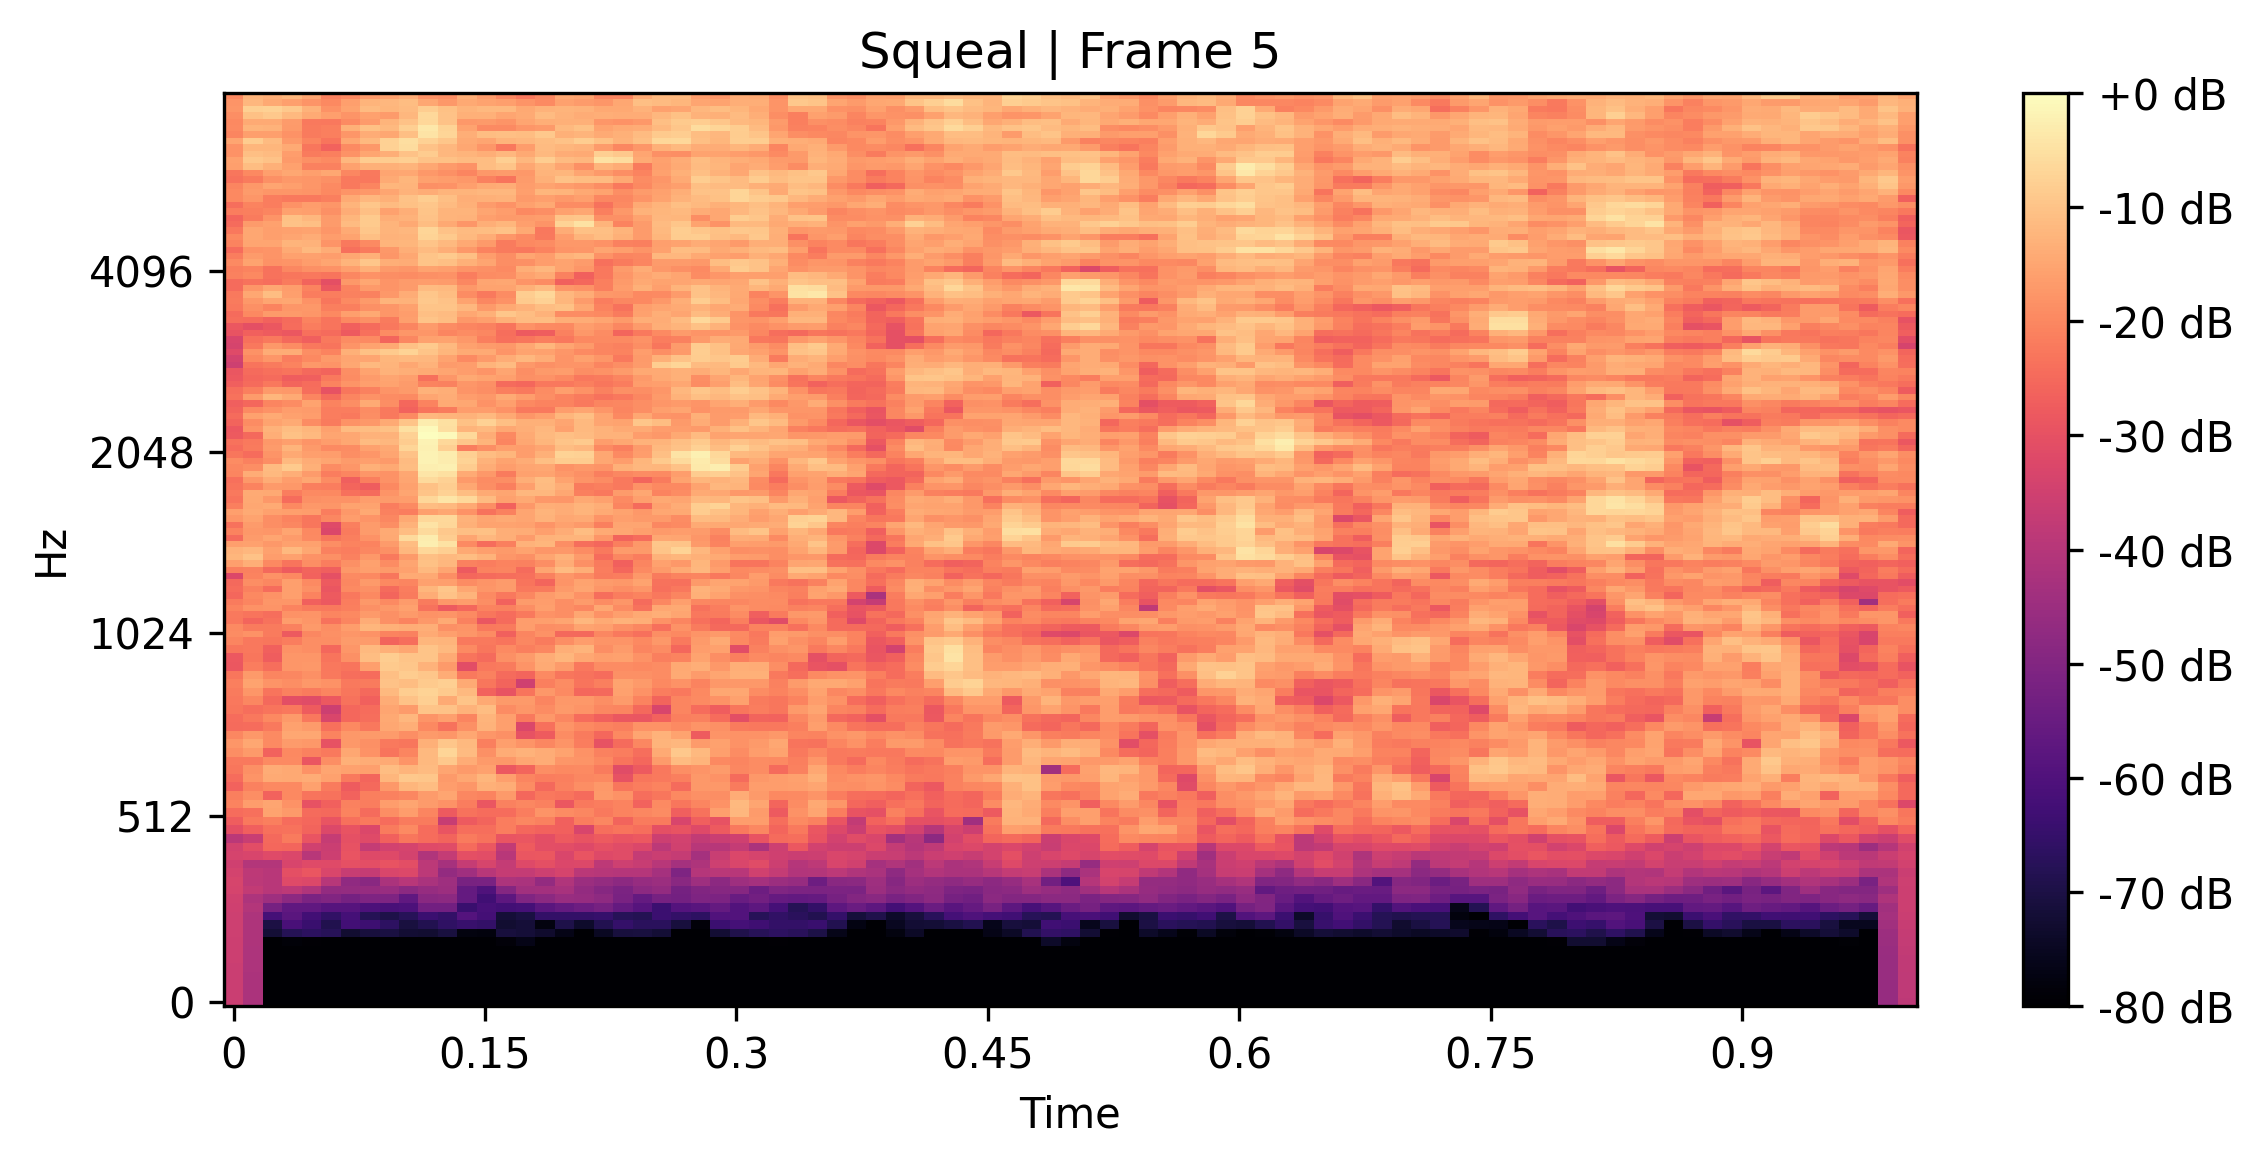 Squeal | Frame 5
+0 dB
-10 dB
-20 dB
-30 dB
-40 dB
-50 dB
-60 dB
-70 dB
-80 dB
Hz
4096
2048
1024
512
0
0 0.15 0.3 0.45 0.6 0.75 0.9
Time